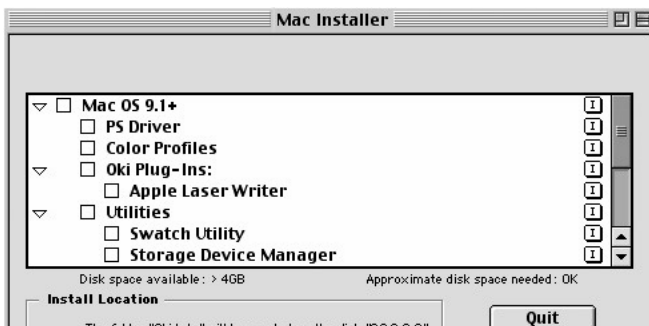 Mac Installer
Mac OS 9.1+
PS Driver
Color Profiles
Oki Plug-Ins:
Apple Laser Writer
Utilities
Swatch Utility
Storage Device Manager
Disk space available: > 4GB Approximate disk space needed: OK
Install Location
Quit